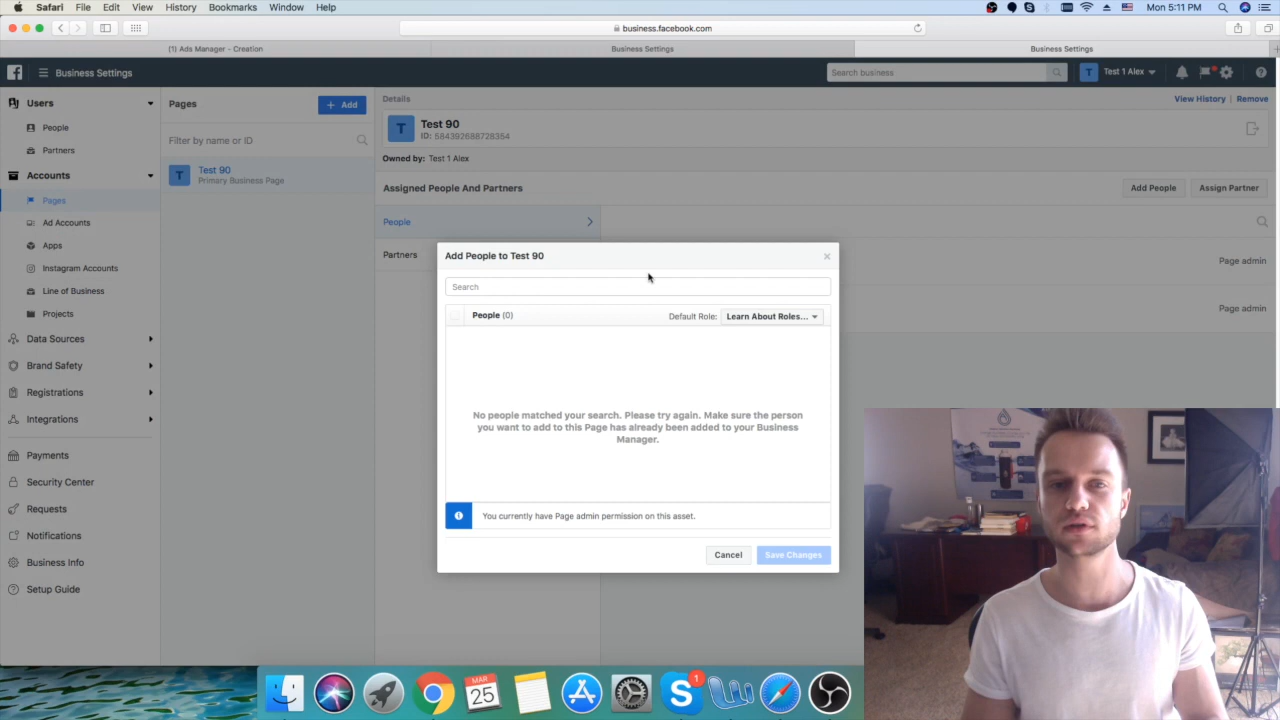 Safari File Edit View History Bookmarks Window Help
Mon 5:11 PM
business.facebook.com
(1) Ads Manager - Creation
Business Settings
Business Settings
Business Settings
Search business
T Test 1 Alex
Users
People
Partners
Accounts
Pages
Ad Accounts
Apps
Instagram Accounts
Line of Business
Projects
Data Sources
Brand Safety
Registrations
Integrations
Payments
Security Center
Requests
Notifications
Business Info
Setup Guide
Pages
+ Add
Filter by name or ID
T Test 90
Primary Business Page
Details
View History | Remove
T Test 90
ID: 584392688728354
Owned by: Test 1 Alex
Assigned People And Partners
Add People
Assign Partner
People
Partners
Page admin
Page admin
Add People to Test 90
Search
People (0)
Default Role: Learn About Roles...
No people matched your search. Please try again. Make sure the person
you want to add to this Page has already been added to your Business
Manager.
You currently have Page admin permission on this asset.
Cancel
Save Changes
MAR
25
1